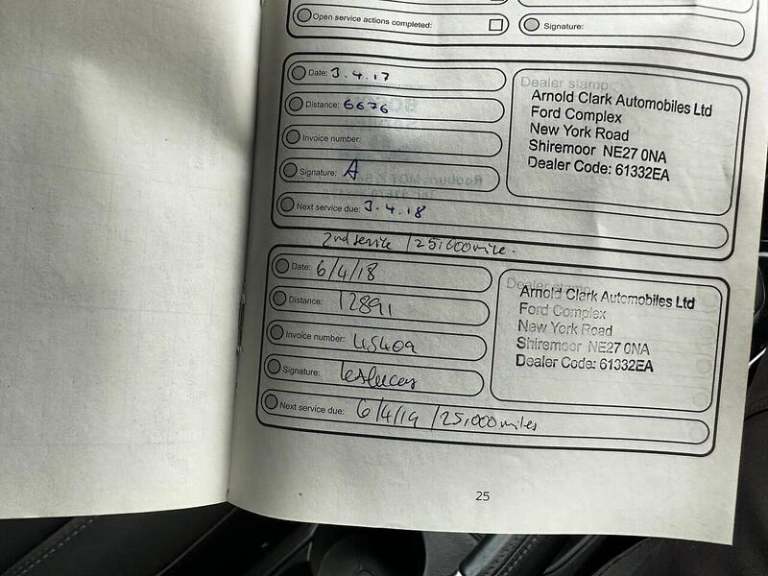 Open service actions completed:
Signature:
Date: 3.4.17
Distance: 6676
Invoice number:
Signature: A
Next service due: 3.4.18
Dealer stamp
Arnold Clark Automobiles Ltd
Ford Complex
New York Road
Shiremoor NE27 0NA
Dealer Code: 61332EA
2nd service / 25,000 mile.
Date: 6/4/18
Distance: 12891
Invoice number: 45409
Signature:
Next service due: 6/4/19 / 25,000 miles
Dealer stamp
Arnold Clark Automobiles Ltd
Ford Complex
New York Road
Shiremoor NE27 0NA
Dealer Code: 61332EA
25